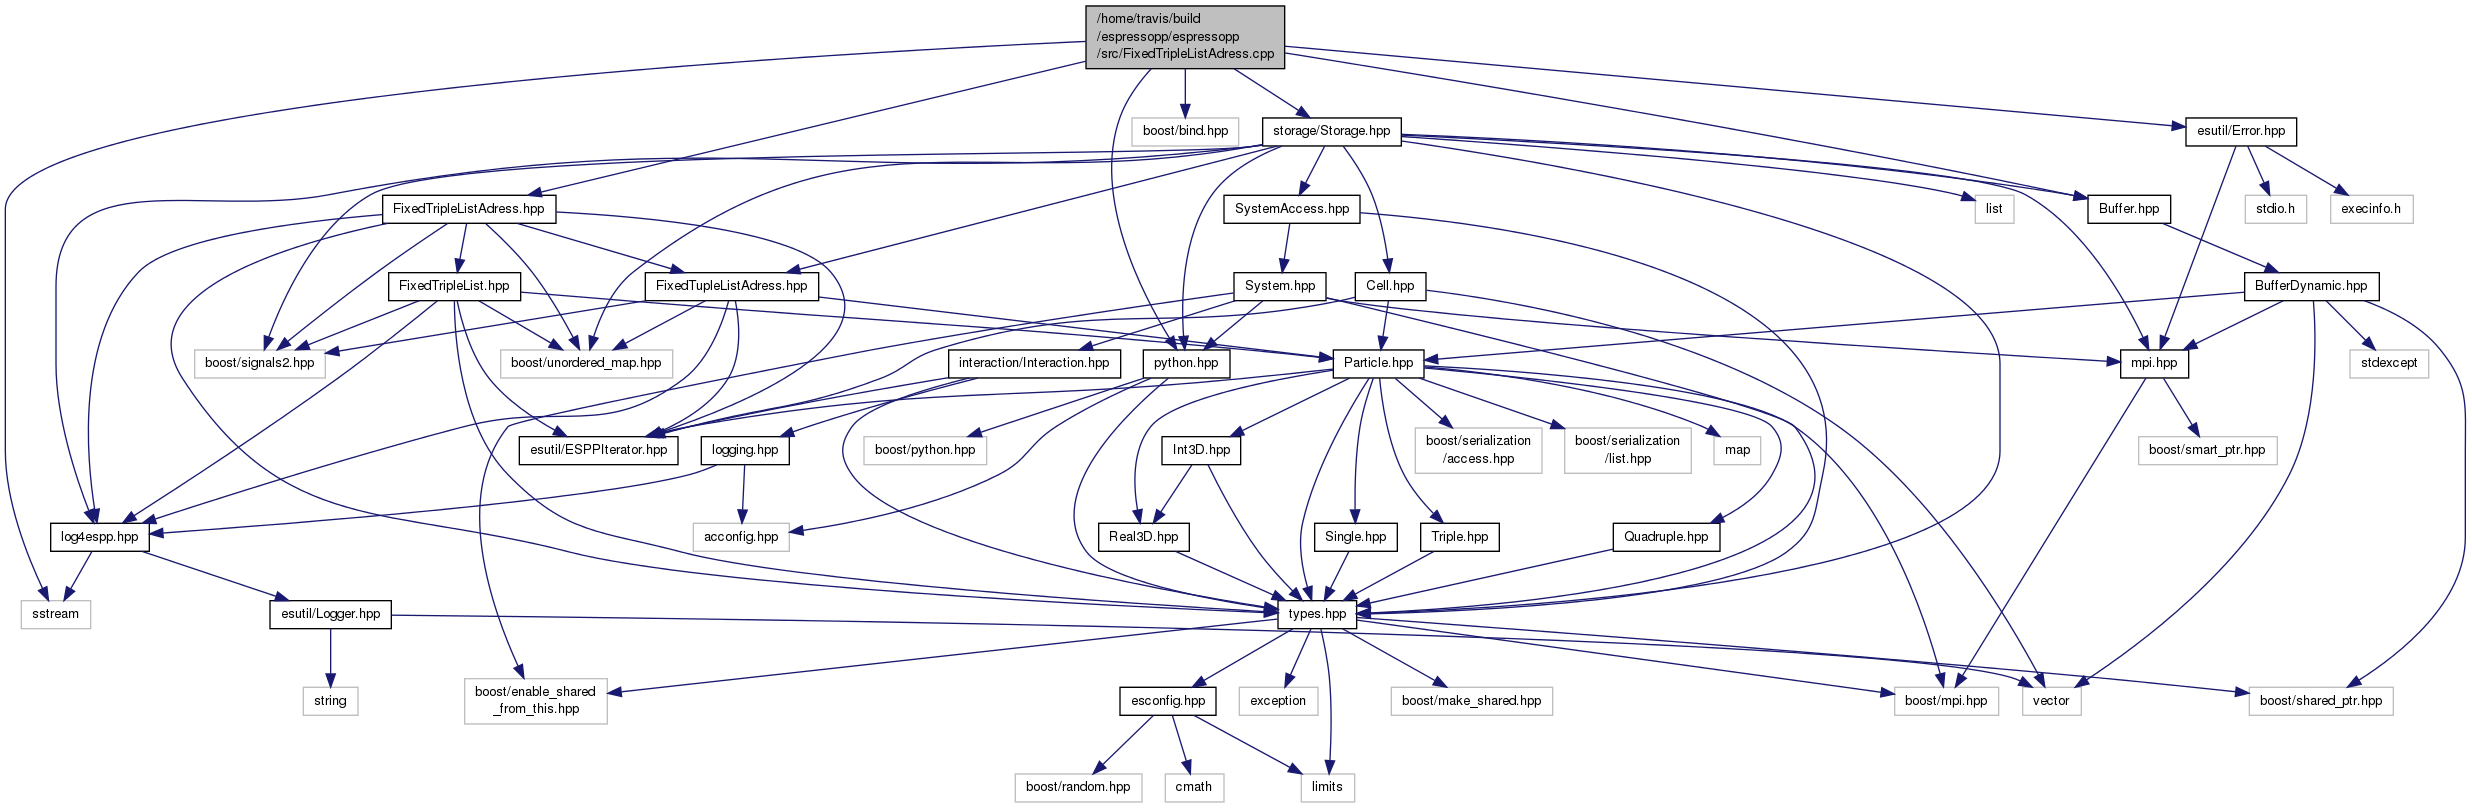 /home/travis/build
/espressopp/espressopp
/src/FixedTripleListAdress.cpp
boost/bind.hpp
storage/Storage.hpp
esutil/Error.hpp
FixedTripleListAdress.hpp
SystemAccess.hpp
list
Buffer.hpp
stdio.h
execinfo.h
FixedTripleList.hpp
FixedTupleListAdress.hpp
System.hpp
Cell.hpp
BufferDynamic.hpp
boost/signals2.hpp
boost/unordered_map.hpp
interaction/Interaction.hpp
python.hpp
Particle.hpp
mpi.hpp
stdexcept
esutil/ESPPIterator.hpp
logging.hpp
boost/python.hpp
Int3D.hpp
boost/serialization
/access.hpp
boost/serialization
/list.hpp
map
boost/smart_ptr.hpp
log4espp.hpp
acconfig.hpp
Real3D.hpp
Single.hpp
Triple.hpp
Quadruple.hpp
sstream
esutil/Logger.hpp
types.hpp
string
boost/enable_shared
_from_this.hpp
esconfig.hpp
exception
boost/make_shared.hpp
boost/mpi.hpp
vector
boost/shared_ptr.hpp
boost/random.hpp
cmath
limits